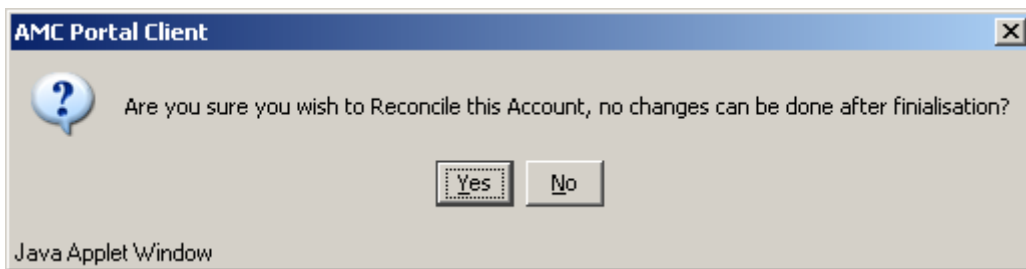 AMC Portal Client
Are you sure you wish to Reconcile this Account, no changes can be done after finialisation?
Yes No
Java Applet Window